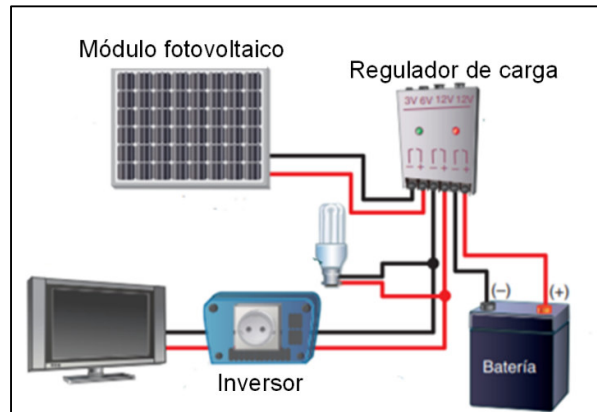 Módulo fotovoltaico
Regulador de carga
3V 6V 12V 12V
- + - + - +
(-) (+)
Batería
Inversor